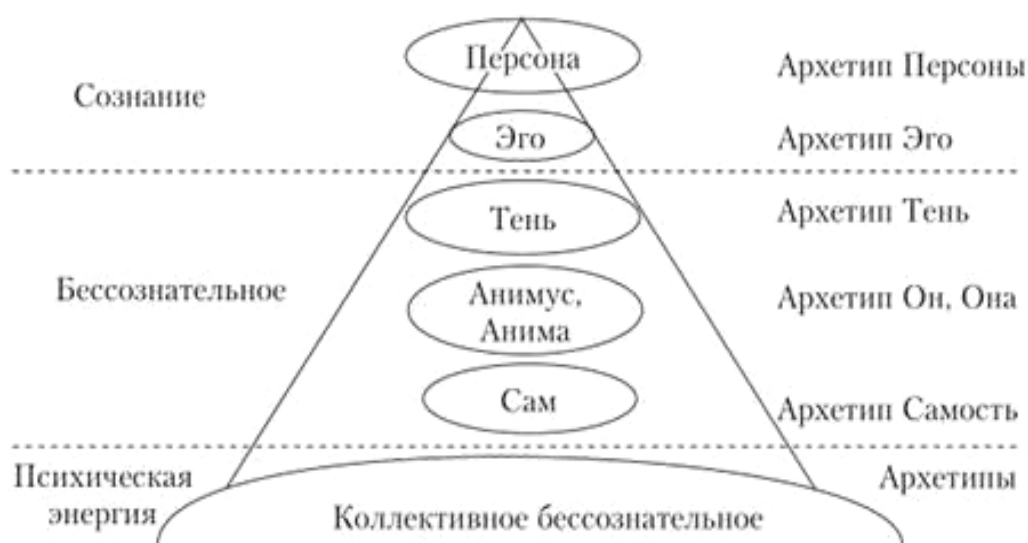 Персона
Архетип Персоны
Сознание
Эго
Архетип Эго
Тень
Архетип Тень
Бессознательное
Анимус,
Анима
Архетип Он, Она
Сам
Архетип Самость
Психическая
энергия
Архетипы
Коллективное бессознательное